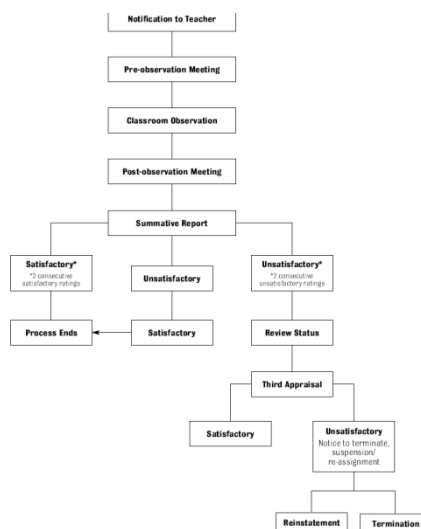 Notification to Teacher
Pre-observation Meeting
Classroom Observation
Post-observation Meeting
Summative Report
Satisfactory*
*2 consecutive
satisfactory ratings
Unsatisfactory
Unsatisfactory*
*2 consecutive
unsatisfactory ratings
Process Ends
Satisfactory
Review Status
Third Appraisal
Satisfactory
Unsatisfactory
Notice to terminate,
suspension/
re-assignment
Reinstatement
Termination